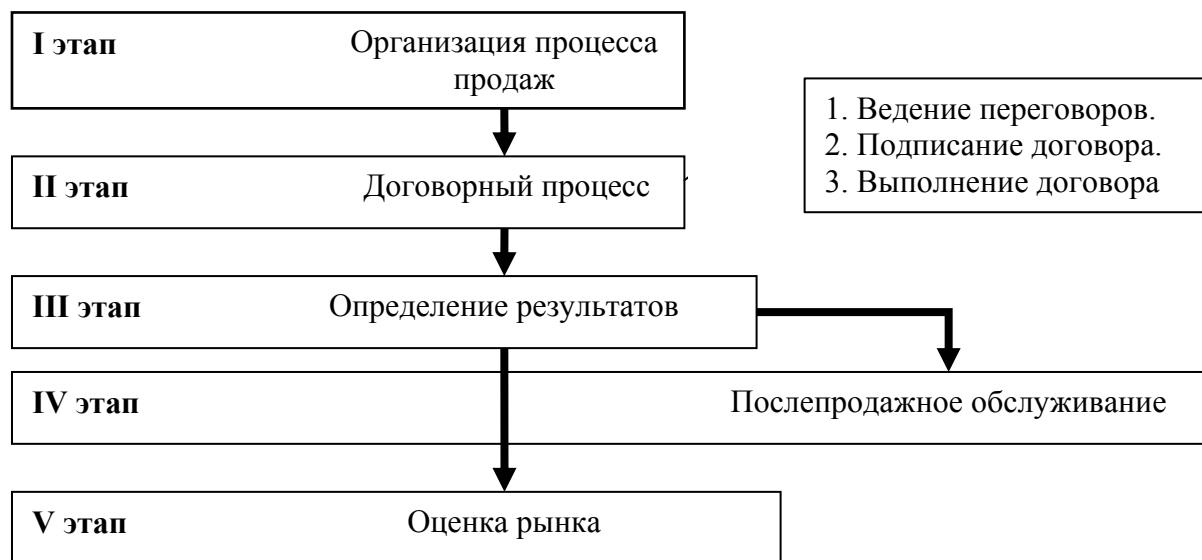 I этап Организация процесса
продаж
1. Ведение переговоров.
2. Подписание договора.
3. Выполнение договора
II этап Договорный процесс
III этап Определение результатов
IV этап Послепродажное обслуживание
V этап Оценка рынка